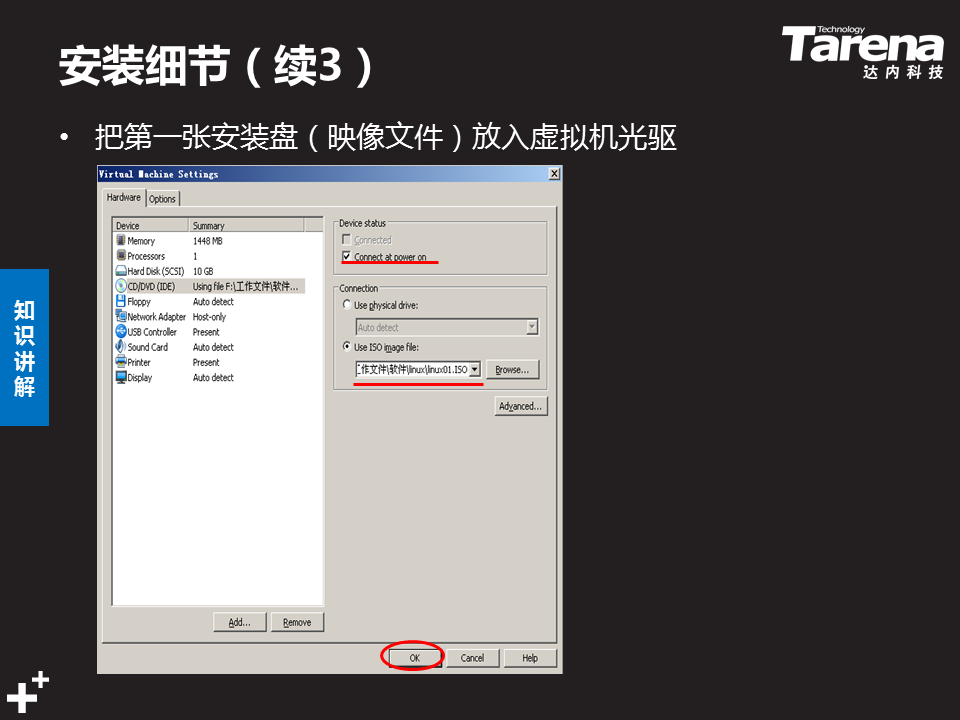 安装细节（续3）
Technology
Tarena
达内科技
• 把第一张安装盘（映像文件）放入虚拟机光驱
知识讲解
Virtual Machine Settings
Hardware Options
Device Summary
Memory 1448 MB
Processors 1
Hard Disk (SCSI) 10 GB
CD/DVD (IDE) Using file F:\工作文件\软件...
Floppy Auto detect
Network Adapter Host-only
USB Controller Present
Sound Card Auto detect
Printer Present
Display Auto detect
Add... Remove
Device status
Connected
Connect at power on
Connection
Use physical drive:
Auto detect
Use ISO image file:
工作文件\软件\linux\linux01.ISO Browse...
Advanced...
OK Cancel Help